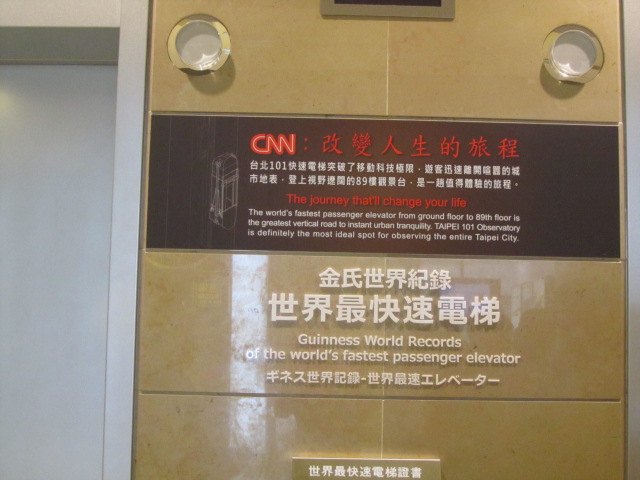 CNN：改變人生的旅程
台北101快速電梯突破了移動科技極限，遊客迅速離開喧囂的城
市地表，登上視野遼闊的89樓觀景台，是一趟值得體驗的旅程。
The journey that'll change your life
The world's fastest passenger elevator from ground floor to 89th floor is
the greatest vertical road to instant urban tranquility. TAIPEI 101 Observatory
is definitely the most ideal spot for observing the entire Taipei City.
金氏世界紀錄
世界最快速電梯
Guinness World Records
of the world's fastest passenger elevator
ギネス世界記録-世界最速エレベーター
世界最快速電梯證書